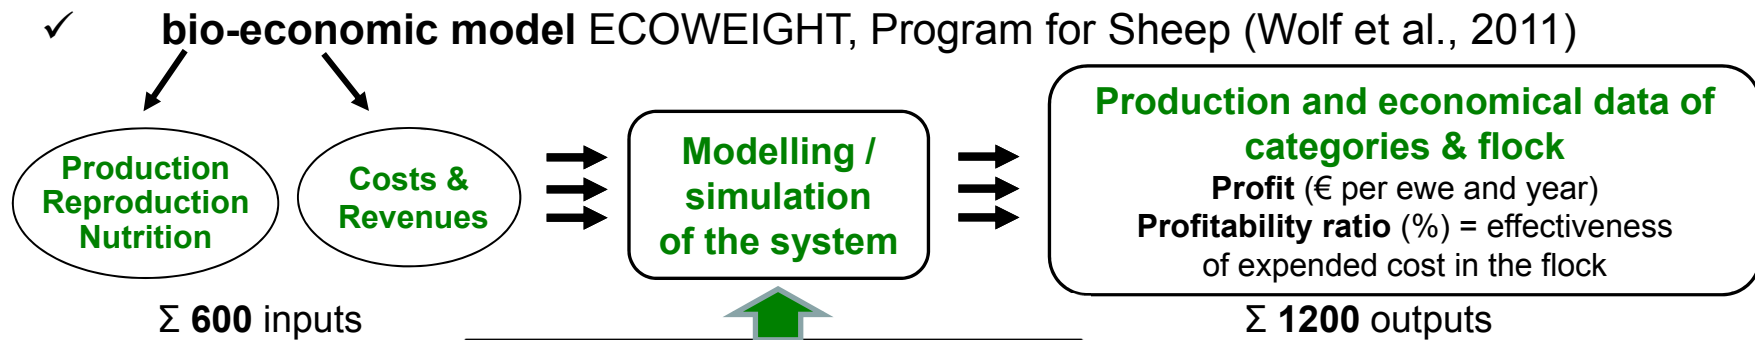 ✓ bio-economic model ECOWEIGHT, Program for Sheep (Wolf et al., 2011)
Production
Reproduction
Nutrition
Costs &
Revenues
Modelling /
simulation
of the system
Production and economical data of
categories & flock
Profit (€ per ewe and year)
Profitability ratio (%) = effectiveness
of expended cost in the flock
Σ 600 inputs
Σ 1200 outputs